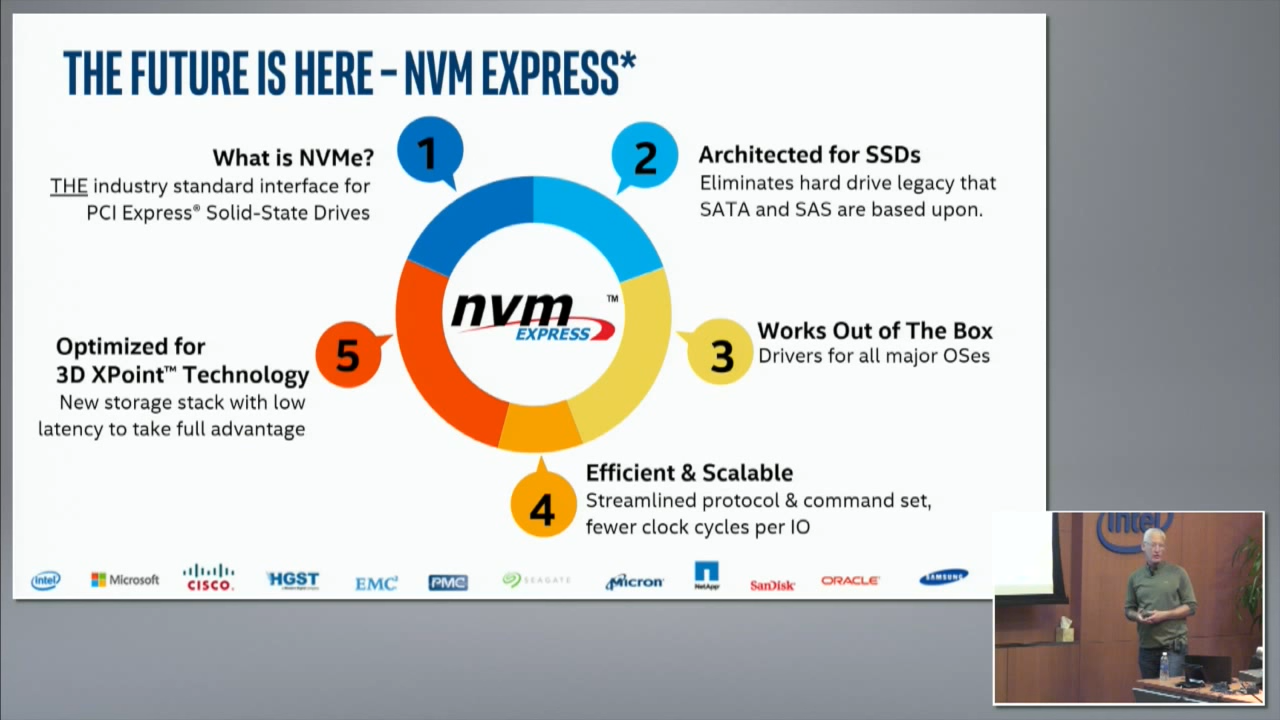 THE FUTURE IS HERE – NVM EXPRESS*
1
What is NVMe?
THE industry standard interface for
PCI Express® Solid-State Drives
2
Architected for SSDs
Eliminates hard drive legacy that
SATA and SAS are based upon.
nvm™
EXPRESS
3
Works Out of The Box
Drivers for all major OSes
4
Efficient & Scalable
Streamlined protocol & command set,
fewer clock cycles per IO
5
Optimized for
3D XPoint™ Technology
New storage stack with low
latency to take full advantage
intel Microsoft CISCO. HGST EMC² PMC SEAGATE Micron NetApp SanDisk ORACLE SAMSUNG
intel